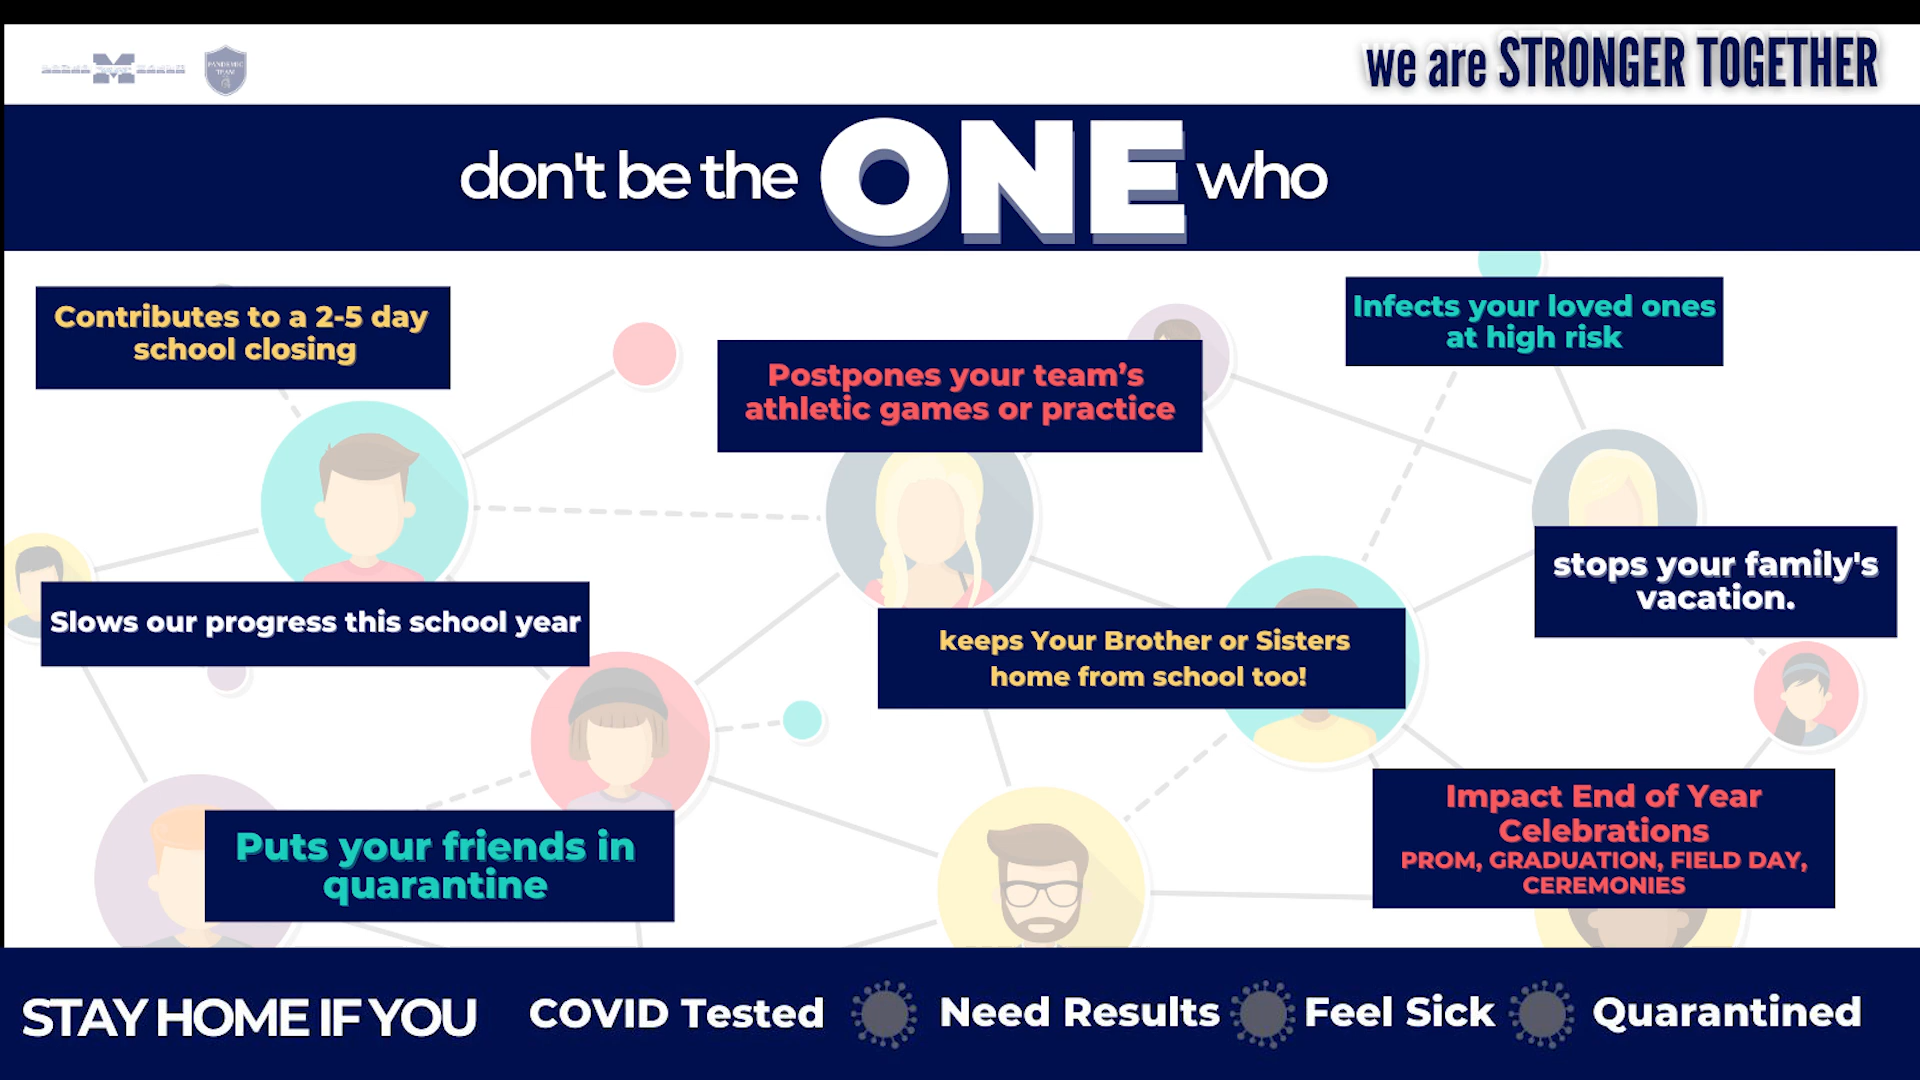 M
PANDEMIC
TEAM
we are STRONGER TOGETHER
don't be the ONE who
Contributes to a 2-5 day
school closing
Infects your loved ones
at high risk
Postpones your team’s
athletic games or practice
stops your family's
vacation.
Slows our progress this school year
keeps Your Brother or Sisters
home from school too!
Impact End of Year
Celebrations
PROM, GRADUATION, FIELD DAY,
CEREMONIES
Puts your friends in
quarantine
STAY HOME IF YOU COVID Tested Need Results Feel Sick Quarantined